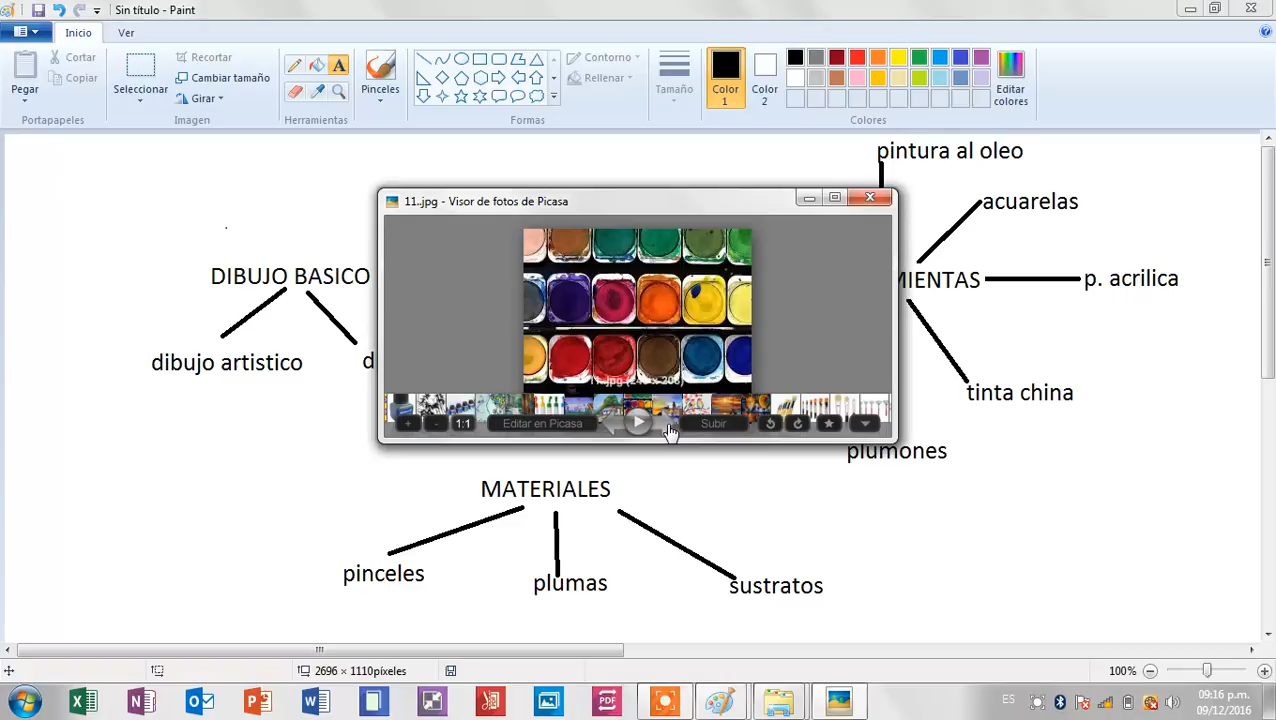 Sin título - Paint
Inicio
Ver
Pegar
Cortar
Copiar
Portapapeles
Seleccionar
Recortar
Cambiar tamaño
Girar
Imagen
A
Herramientas
Pinceles
Formas
Contorno
Rellenar
Tamaño
Color 1
Color 2
Editar colores
Colores
pintura al oleo
acuarelas
11..jpg - Visor de fotos de Picasa
DIBUJO BASICO
MIENTAS
p. acrilica
dibujo artistico
d
tinta china
+
-
1:1
Editar en Picasa
Subir
plumones
MATERIALES
pinceles
plumas
sustratos
2696 × 1110píxeles
100%
ES
09:16 p.m.
09/12/2016